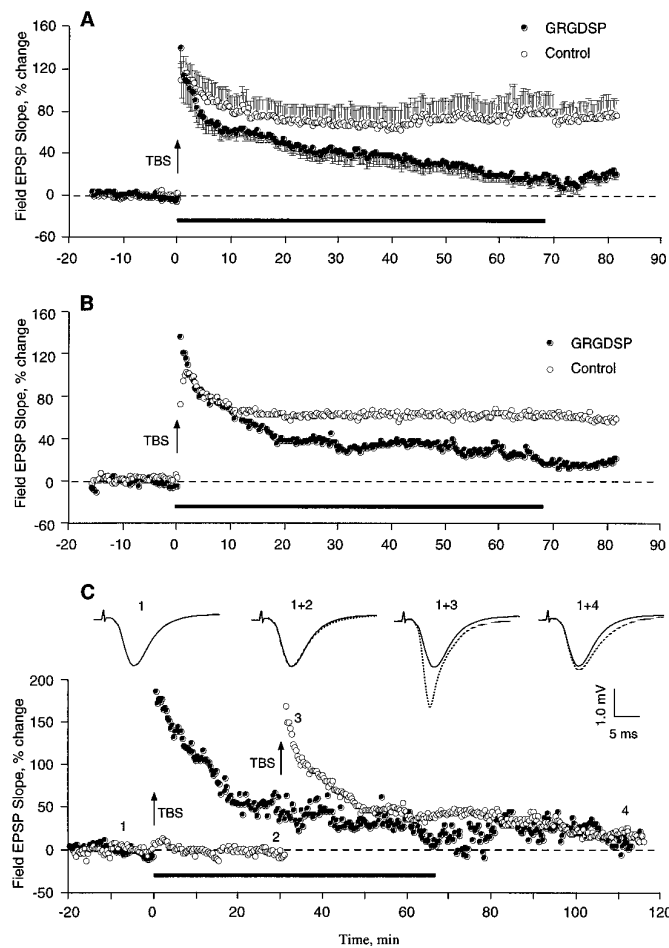 A
Field EPSP Slope, % change
160
120
80
40
0
-60
GRGDSP
Control
TBS
-20 -10 0 10 20 30 40 50 60 70 80 90
B
Field EPSP Slope, % change
160
120
80
40
0
-60
GRGDSP
Control
TBS
-20 -10 0 10 20 30 40 50 60 70 80 90
C
1 1+2 1+3 1+4
1.0 mV
5 ms
Field EPSP Slope, % change
200
150
100
50
0
-50
1
TBS
2
TBS
3
4
-20 0 20 40 60 80 100 120
Time, min